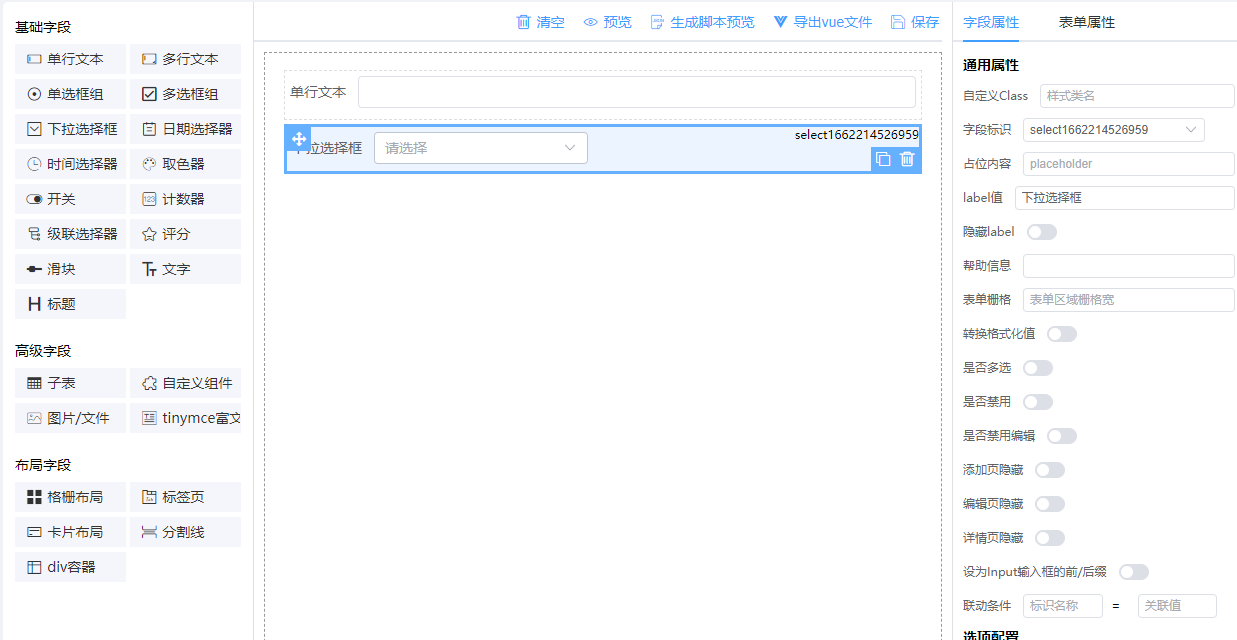 基础字段
单行文本
多行文本
单选框组
多选框组
下拉选择框
日期选择器
时间选择器
取色器
开关
计数器
级联选择器
评分
滑块
文字
标题
高级字段
子表
自定义组件
图片/文件
tinymce富文
布局字段
格栅布局
标签页
卡片布局
分割线
div容器
清空
预览
生成脚本预览
导出vue文件
保存
单行文本
下拉选择框
请选择
select1662214526959
字段属性
表单属性
通用属性
自定义Class
样式类名
字段标识
select1662214526959
占位内容
placeholder
label值
下拉选择框
隐藏label
帮助信息
表单栅格
表单区域栅格宽
转换格式化值
是否多选
是否禁用
是否禁用编辑
添加页隐藏
编辑页隐藏
详情页隐藏
设为Input输入框的前/后缀
联动条件
标识名称
=
关联值
选项配置